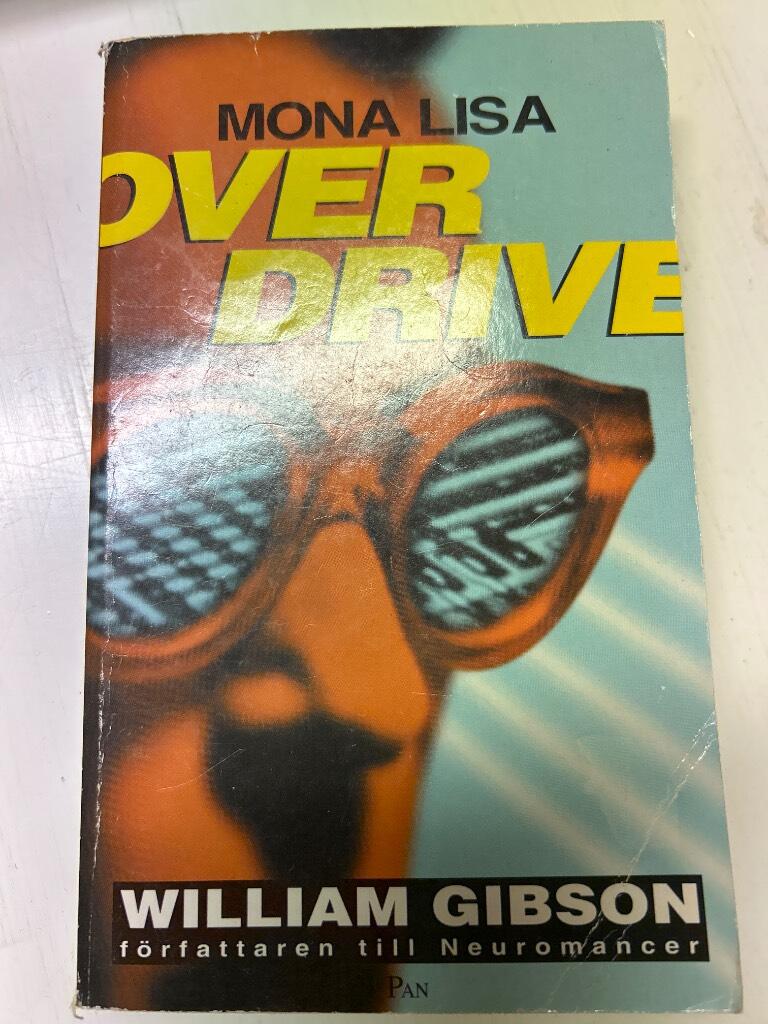 MONA LISA
OVER
DRIVE
WILLIAM GIBSON
författaren till Neuromancer
PAN